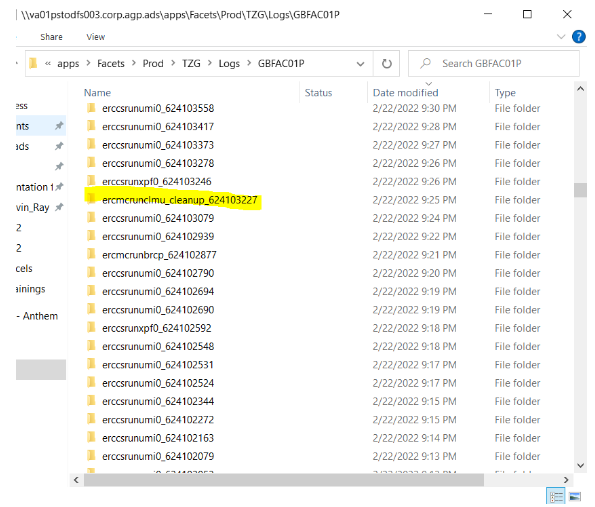 \\va01pstodfs003.corp.agp.ads\apps\Facets\Prod\TZG\Logs\GBFAC01P
Share View
« apps > Facets > Prod > TZG > Logs > GBFAC01P Search GBFAC01P
Name Status Date modified Type
erccsrunumi0_624103558 2/22/2022 9:30 PM File folder
ess erccsrunumi0_624103417 2/22/2022 9:28 PM File folder
nts erccsrunumi0_624103373 2/22/2022 9:27 PM File folder
ads erccsrunumi0_624103278 2/22/2022 9:26 PM File folder
erccsrunxpf0_624103246 2/22/2022 9:26 PM File folder
ntation f ercmcrunclmu_cleanup_624103227 2/22/2022 9:25 PM File folder
vin_Ray erccsrunumi0_624103079 2/22/2022 9:24 PM File folder
2 erccsrunumi0_624102939 2/22/2022 9:22 PM File folder
2 ercmcrunbrcp_624102877 2/22/2022 9:21 PM File folder
xcels erccsrunumi0_624102790 2/22/2022 9:20 PM File folder
ainings erccsrunumi0_624102694 2/22/2022 9:19 PM File folder
- Anthem erccsrunumi0_624102690 2/22/2022 9:19 PM File folder
erccsrunxpf0_624102592 2/22/2022 9:18 PM File folder
erccsrunumi0_624102548 2/22/2022 9:18 PM File folder
erccsrunumi0_624102531 2/22/2022 9:17 PM File folder
erccsrunumi0_624102524 2/22/2022 9:17 PM File folder
erccsrunumi0_624102344 2/22/2022 9:15 PM File folder
erccsrunumi0_624102272 2/22/2022 9:15 PM File folder
erccsrunumi0_624102163 2/22/2022 9:14 PM File folder
erccsrunumi0_624102079 2/22/2022 9:13 PM File folder